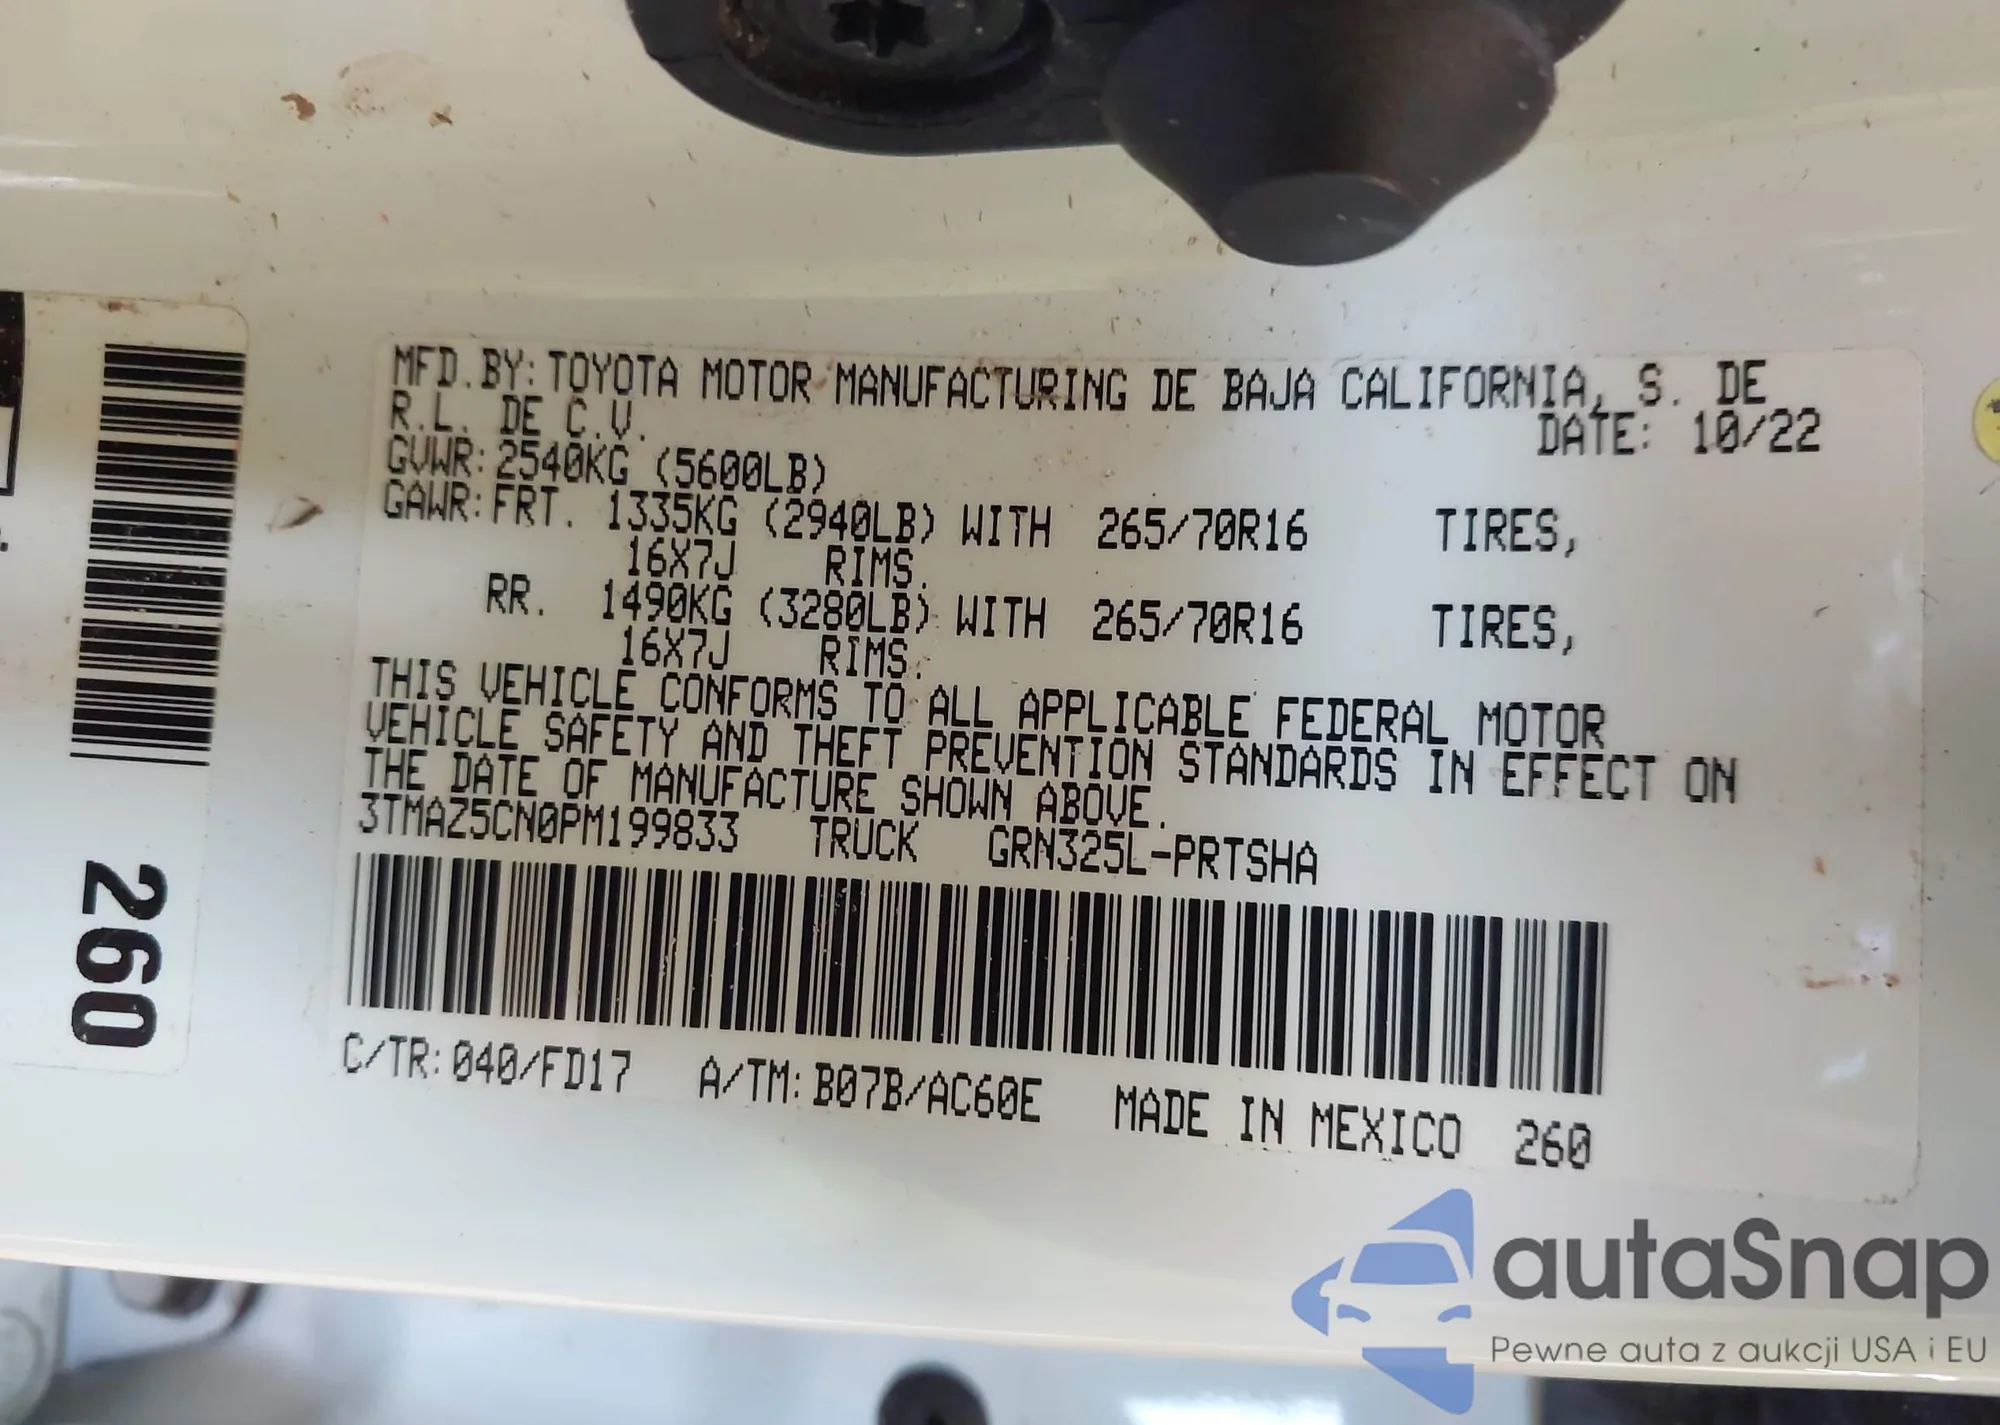 MFD.BY:TOYOTA MOTOR MANUFACTURING DE BAJA CALIFORNIA, S. DE
R.L. DE C.V.
DATE: 10/22
GVWR:2540KG (5600LB)
GAWR:FRT. 1335KG (2940LB) WITH 265/70R16 TIRES,
16X7J RIMS.
RR. 1490KG (3280LB) WITH 265/70R16 TIRES,
16X7J RIMS.
THIS VEHICLE CONFORMS TO ALL APPLICABLE FEDERAL MOTOR
VEHICLE SAFETY AND THEFT PREVENTION STANDARDS IN EFFECT ON
THE DATE OF MANUFACTURE SHOWN ABOVE.
3TMAZ5CN0PM199833 TRUCK GRN325L-PRTSHA
C/TR:040/FD17 A/TM:B07B/AC60E MADE IN MEXICO 260
260
autaSnap
Pewne auta z aukcji USA i EU